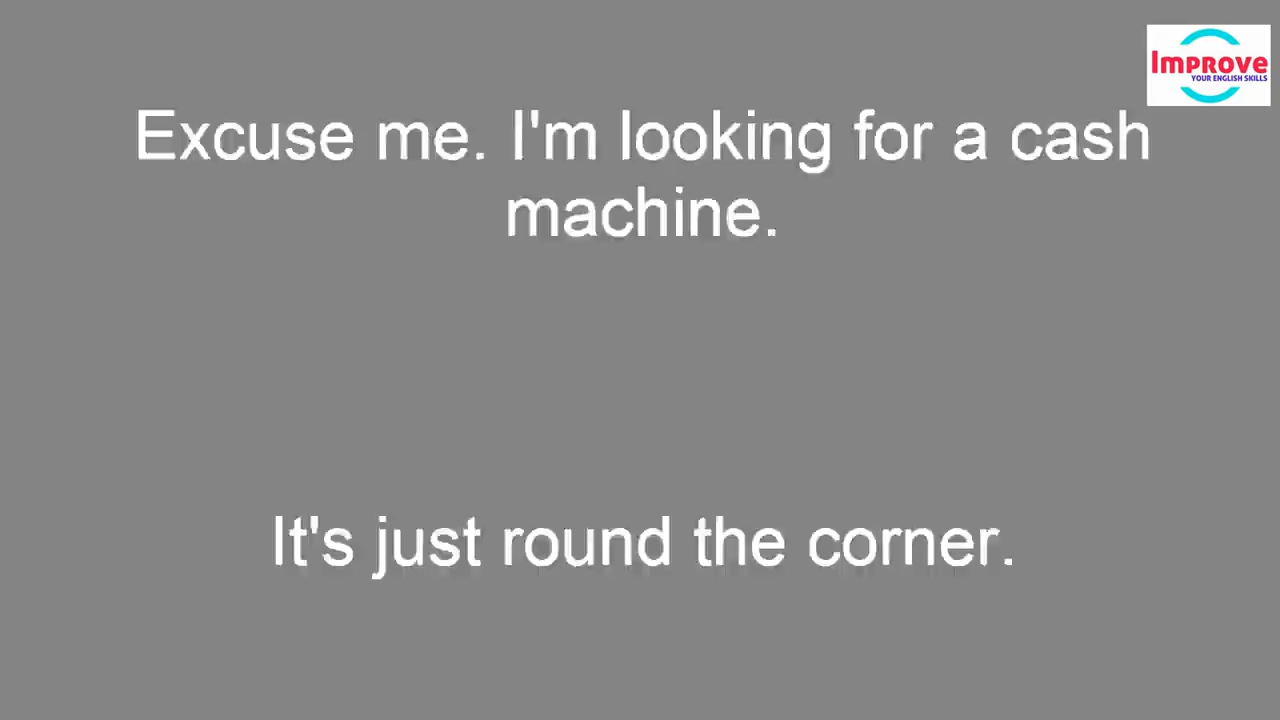 Improve
YOUR ENGLISH SKILLS
Excuse me. I'm looking for a cash
machine.
It's just round the corner.